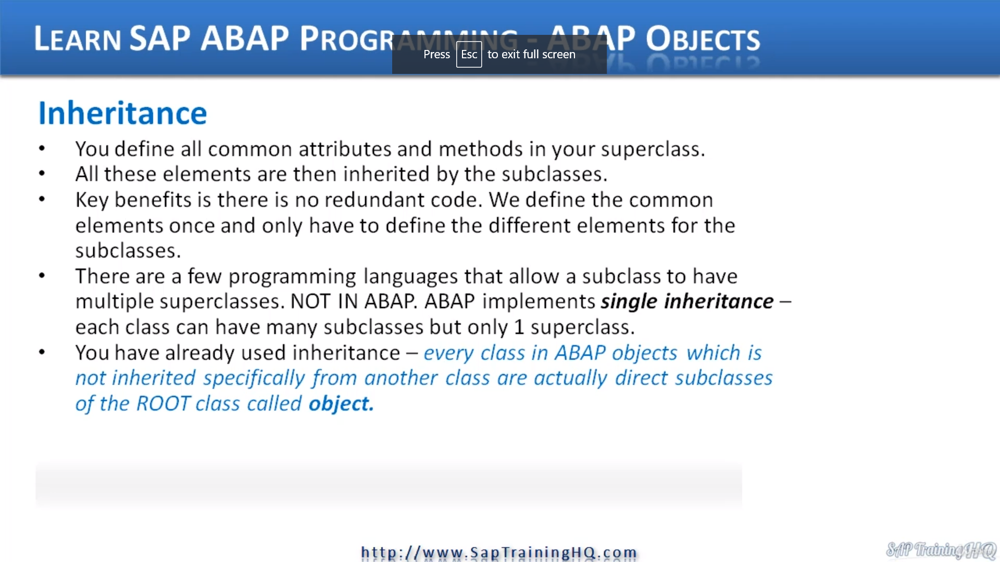 LEARN SAP ABAP PROGRAMMING - ABAP OBJECTS
Press Esc to exit full screen
Inheritance
• You define all common attributes and methods in your superclass.
• All these elements are then inherited by the subclasses.
• Key benefits is there is no redundant code. We define the common
elements once and only have to define the different elements for the
subclasses.
• There are a few programming languages that allow a subclass to have
multiple superclasses. NOT IN ABAP. ABAP implements single inheritance –
each class can have many subclasses but only 1 superclass.
• You have already used inheritance – every class in ABAP objects which is
not inherited specifically from another class are actually direct subclasses
of the ROOT class called object.
http://www.SapTrainingHQ.com
SAP TrainingHQ